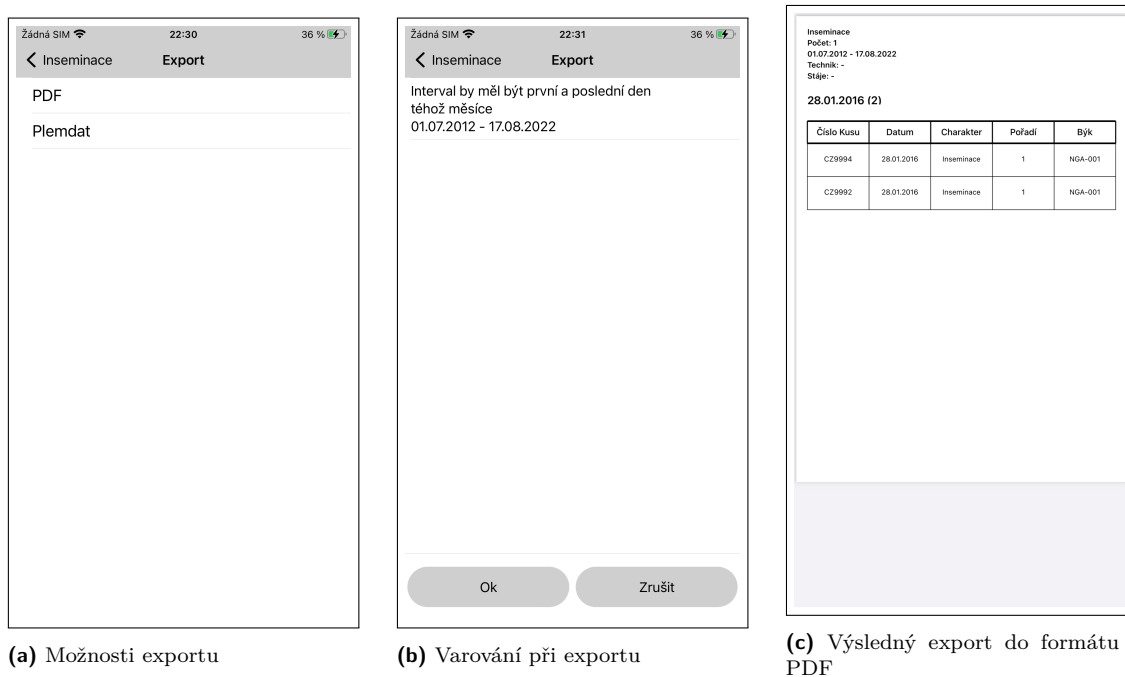 Žádná SIM 22:30 36 %
Inseminace Export
PDF
Plemdat
(a) Možnosti exportu
Žádná SIM 22:31 36 %
Inseminace Export
Interval by měl být první a poslední den
téhož měsíce
01.07.2012 - 17.08.2022
Ok Zrušit
(b) Varování při exportu
Inseminace
Počet: 1
01.07.2012 - 17.08.2022
Technik: -
Stáje: -
28.01.2016 (2)
Číslo Kusu Datum Charakter Pořadí Býk
CZ9994 28.01.2016 Inseminace 1 NGA-001
CZ9992 28.01.2016 Inseminace 1 NGA-001
(c) Výsledný export do formátu
PDF